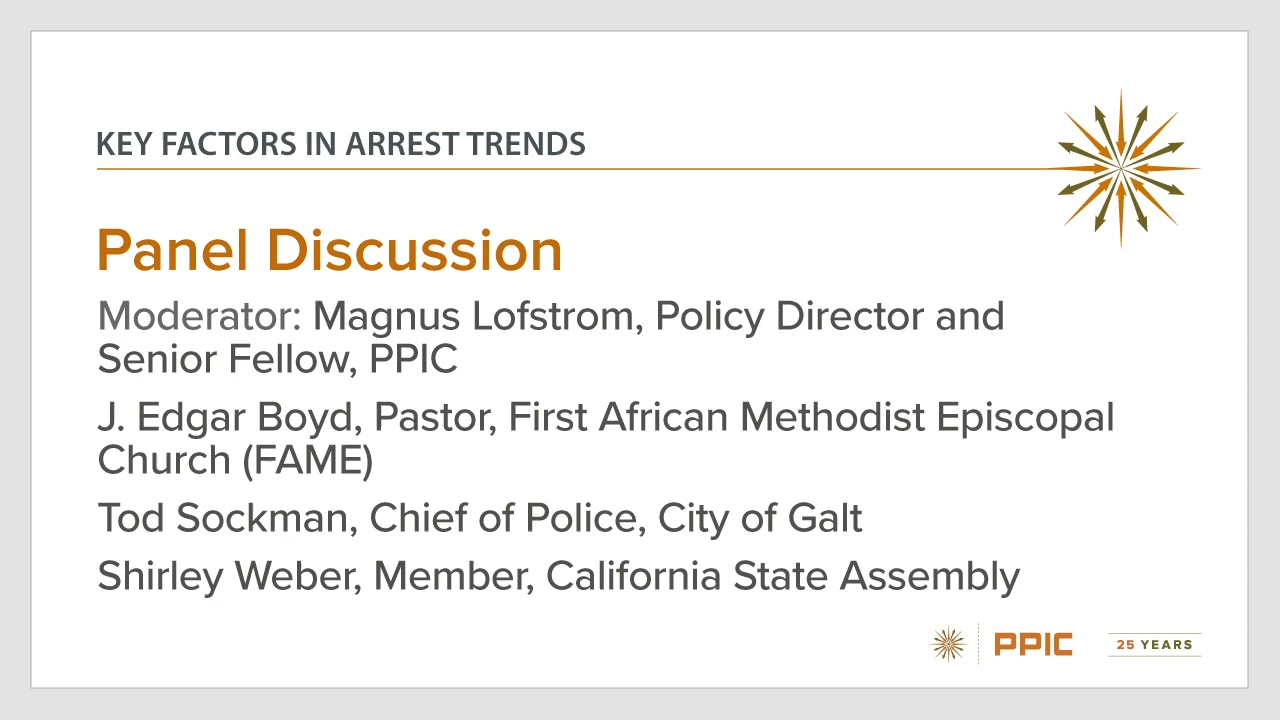 KEY FACTORS IN ARREST TRENDS
Panel Discussion
Moderator: Magnus Lofstrom, Policy Director and
Senior Fellow, PPIC
J. Edgar Boyd, Pastor, First African Methodist Episcopal
Church (FAME)
Tod Sockman, Chief of Police, City of Galt
Shirley Weber, Member, California State Assembly
PPIC 25 YEARS